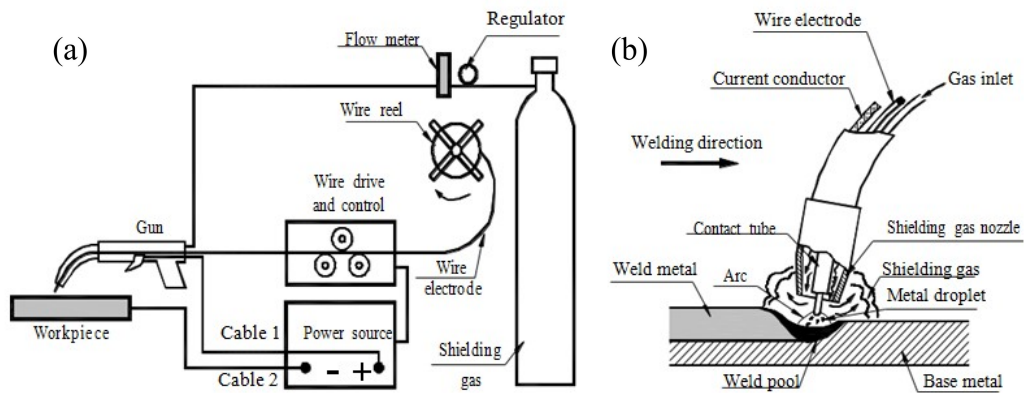 (a)
Regulator
Flow meter
Wire reel
Wire drive
and control
Gun
Wire
electrode
Workpiece
Cable 1
Power source
Cable 2
- +
Shielding
gas
(b)
Wire electrode
Current conductor
Gas inlet
Welding direction
Contact tube
Shielding gas nozzle
Weld metal
Arc
Shielding gas
Metal droplet
Weld pool
Base metal